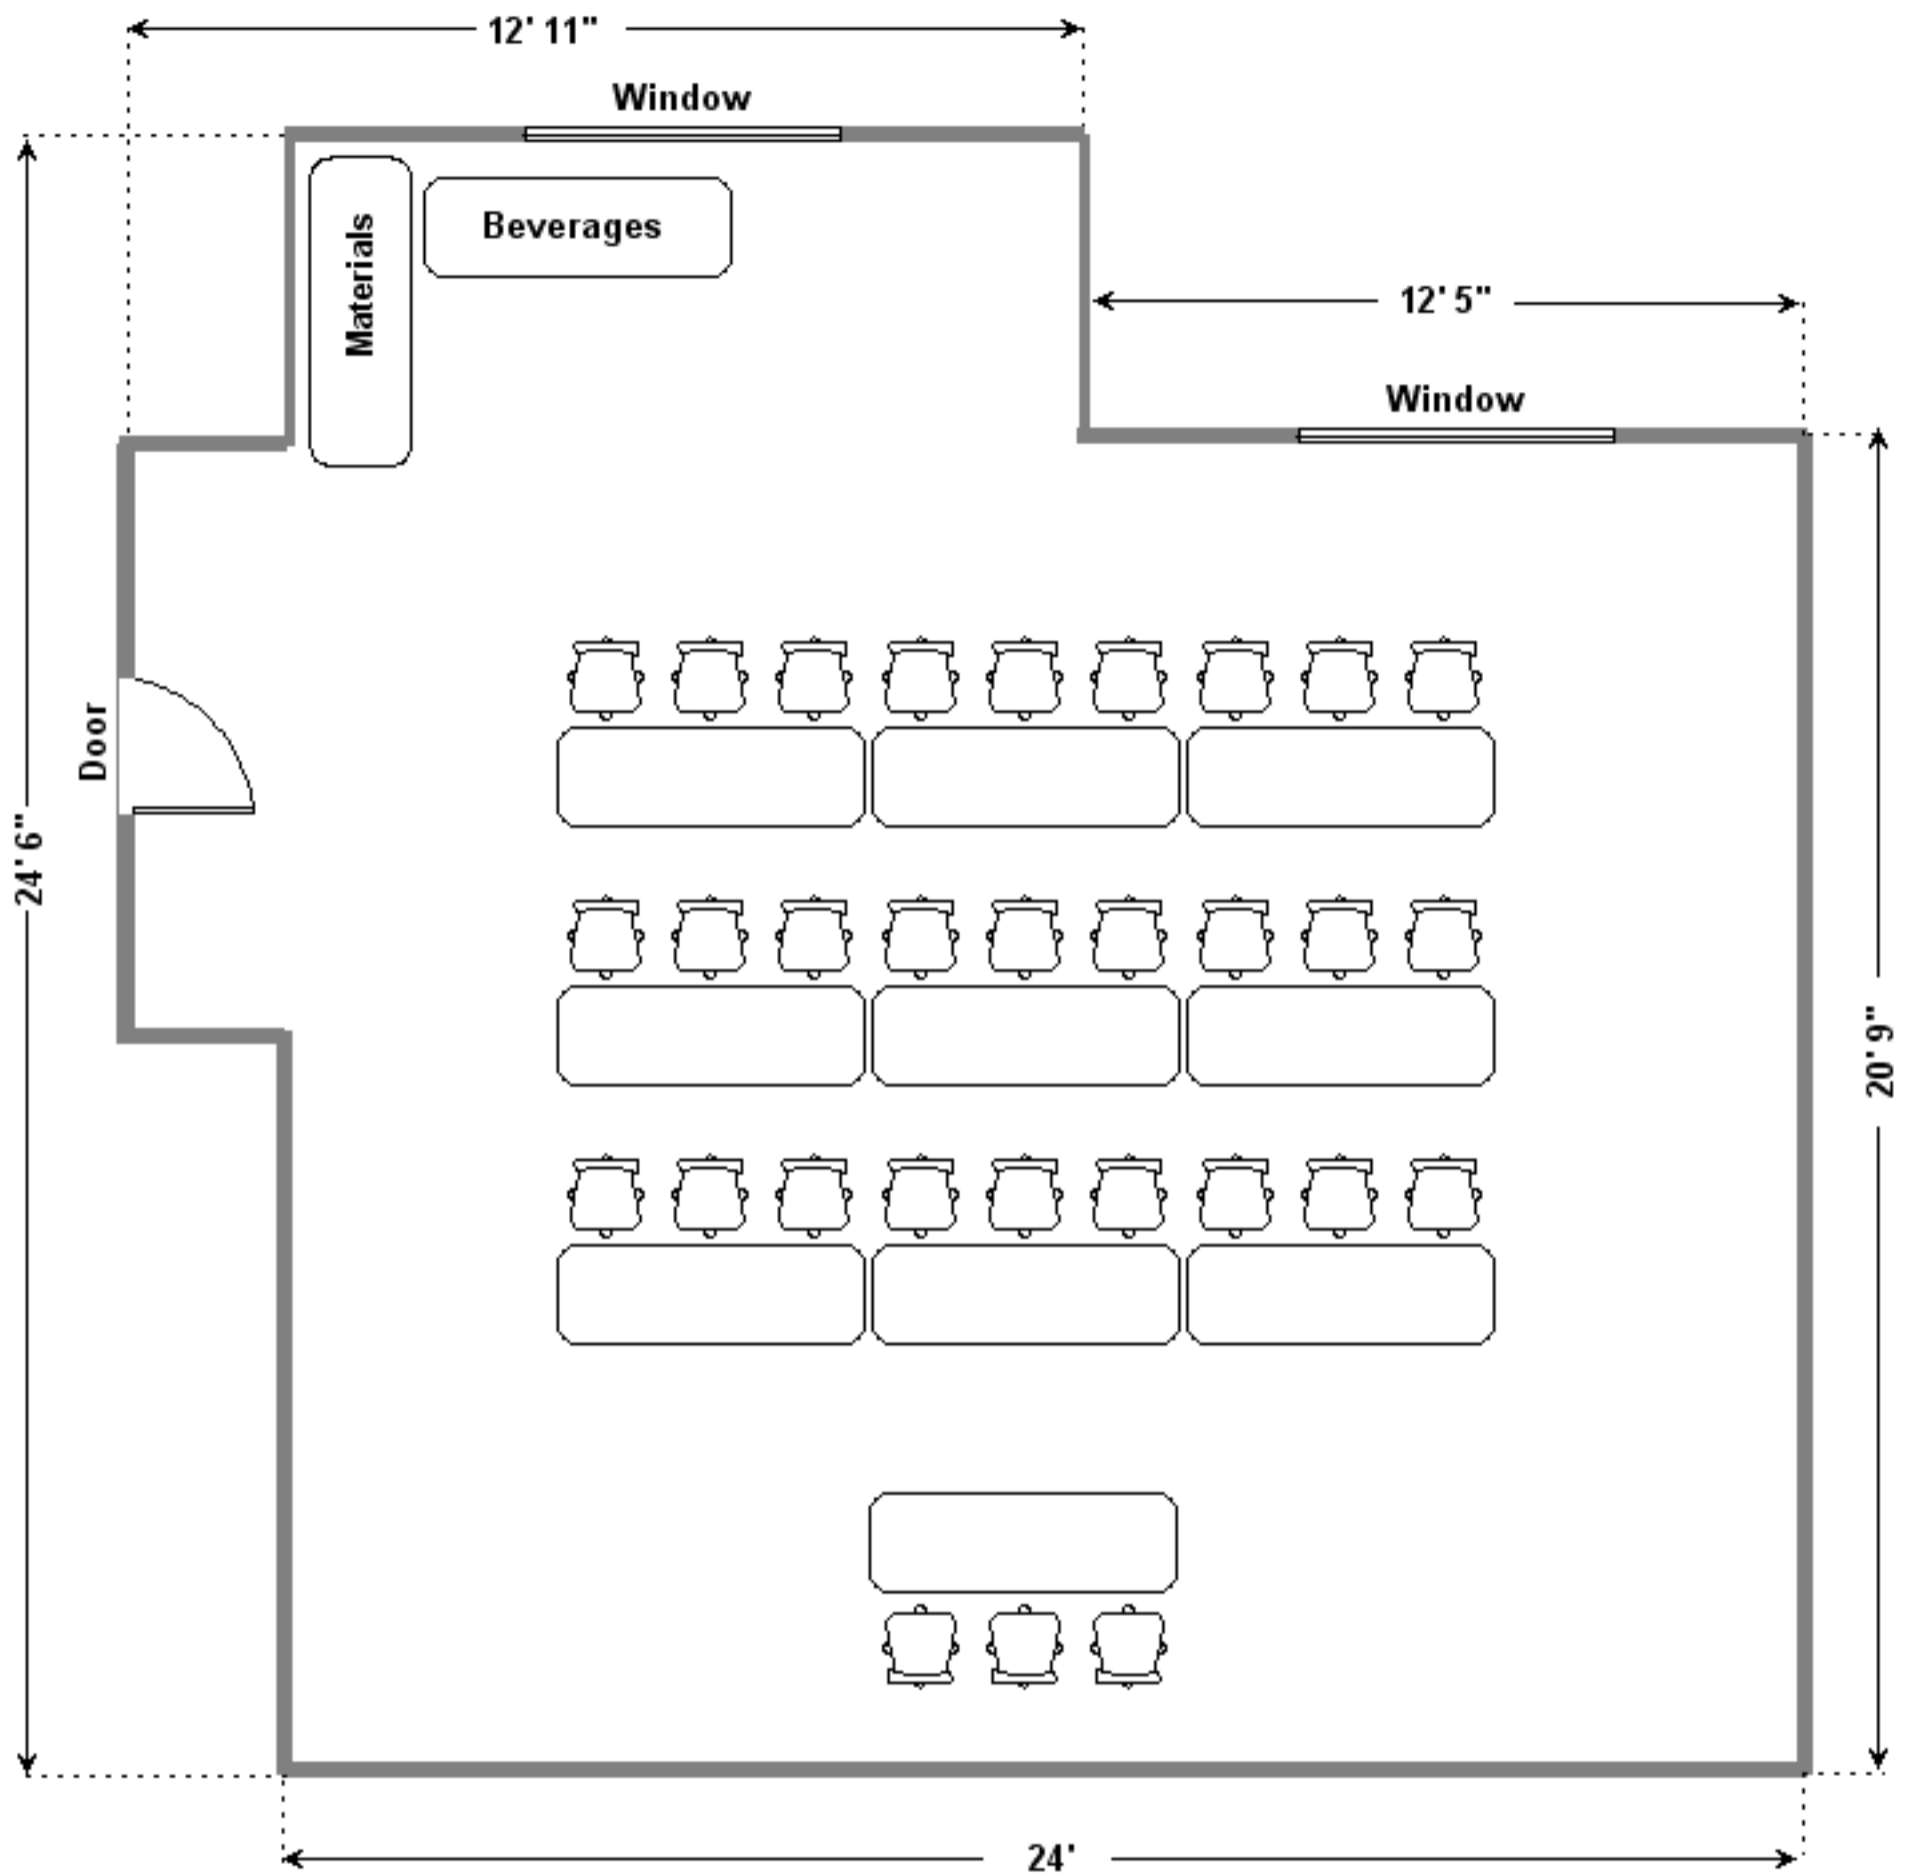 12' 11"
Window
Materials
Beverages
12' 5"
Window
Door
24' 6"
20' 9"
24'